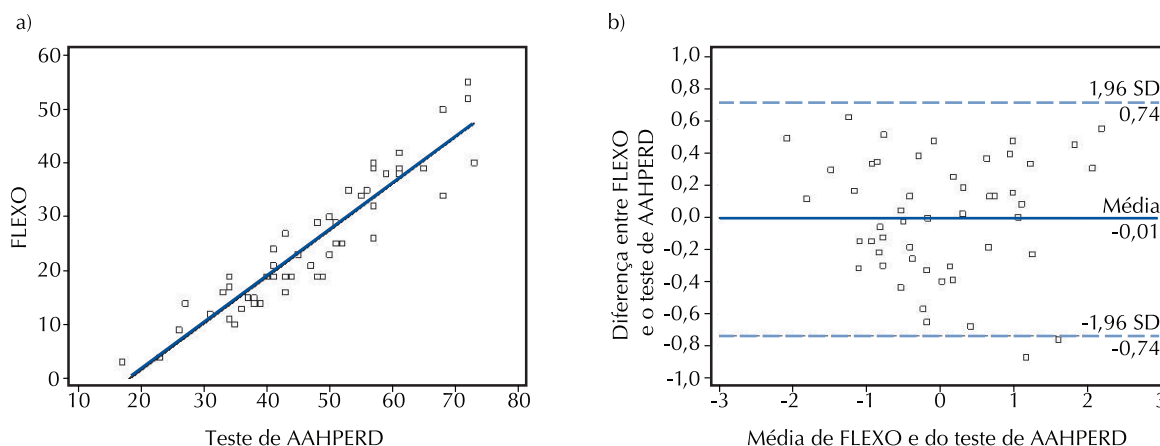 a)
60
50
40
30
20
10
0
FLEXO
10 20 30 40 50 60 70 80
Teste de AAHPERD
b)
1,0
0,8
0,6
0,4
0,2
0,0
-0,2
-0,4
-0,6
-0,8
-1,0
Diferença entre FLEXO
e o teste de AAHPERD
1,96 SD
0,74
Média
-0,01
-1,96 SD
-0,74
-3 -2 -1 0 1 2 3
Média de FLEXO e do teste de AAHPERD